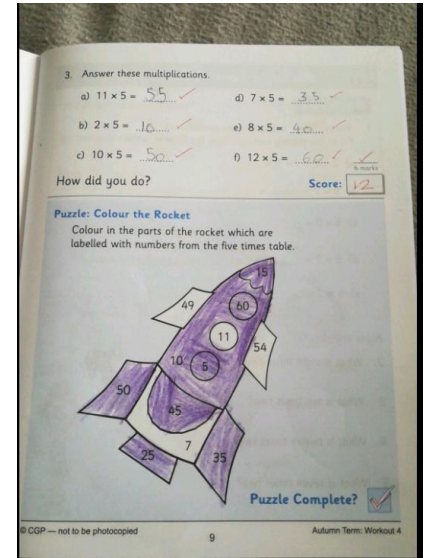 3. Answer these multiplications.
a) 11 x 5 = 55
d) 7 x 5 = 35
b) 2 x 5 = 10
e) 8 x 5 = 40
c) 10 x 5 = 50
f) 12 x 5 = 60
6 marks
How did you do?
Score: 12
Puzzle: Colour the Rocket
Colour in the parts of the rocket which are
labelled with numbers from the five times table.
15
49
60
11
54
10
5
50
45
7
25
35
Puzzle Complete?
© CGP — not to be photocopied
9
Autumn Term: Workout 4